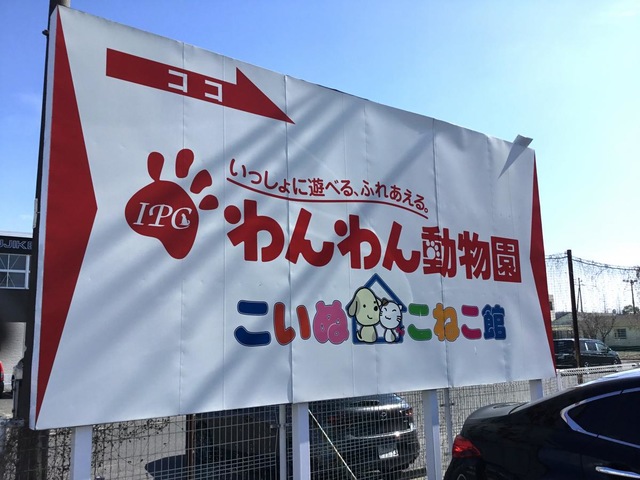 ココ
いっしょに遊べる、ふれあえる。
IPC
わんわん動物園
こいぬ こねこ館